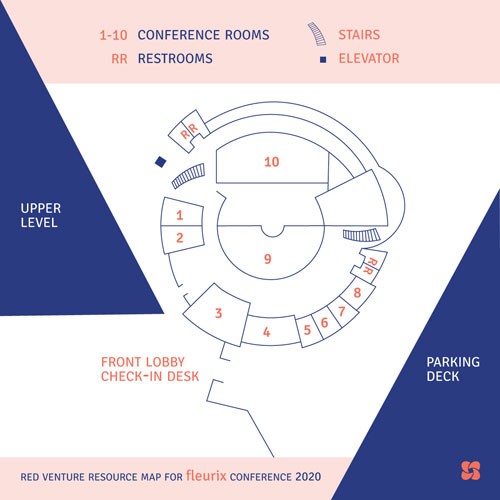 1-10 CONFERENCE ROOMS
RR RESTROOMS
STAIRS
ELEVATOR
RR
10
1
2
9
RR
8
7
6
5
4
3
UPPER
LEVEL
FRONT LOBBY
CHECK-IN DESK
PARKING
DECK
RED VENTURE RESOURCE MAP FOR fleurix CONFERENCE 2020